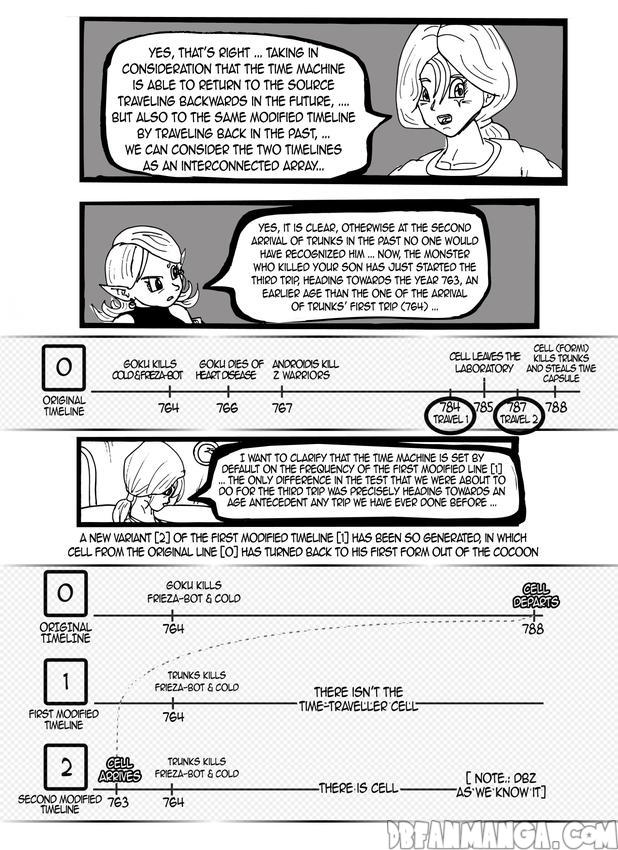 YES, THAT'S RIGHT ... TAKING IN
CONSIDERATION THAT THE TIME MACHINE
IS ABLE TO RETURN TO THE SOURCE
TRAVELING BACKWARDS IN THE FUTURE, ....
BUT ALSO TO THE SAME MODIFIED TIMELINE
BY TRAVELING BACK IN THE PAST, ...
WE CAN CONSIDER THE TWO TIMELINES
AS AN INTERCONNECTED ARRAY...
YES, IT IS CLEAR, OTHERWISE AT THE SECOND
ARRIVAL OF TRUNKS IN THE PAST NO ONE WOULD
HAVE RECOGNIZED HIM ... NOW, THE MONSTER
WHO KILLED YOUR SON HAS JUST STARTED THE
THIRD TRIP, HEADING TOWARDS THE YEAR 763, AN
EARLIER AGE THAN THE ONE OF THE ARRIVAL
OF TRUNKS' FIRST TRIP (764) ...
0
ORIGINAL
TIMELINE
GOKU KILLS
COLD & FRIEZA-BOT
764
GOKU DIES OF
HEART DISEASE
766
ANDROIDIS KILL
Z WARRIORS
767
784
TRAVEL 1
CELL LEAVES THE
LABORATORY
785
787
TRAVEL 2
CELL (FORM1)
KILLS TRUNKS
AND STEALS TIME
CAPSULE
788
I WANT TO CLARIFY THAT THE TIME MACHINE IS SET BY
DEFAULT ON THE FREQUENCY OF THE FIRST MODIFIED LINE [1]
... THE ONLY DIFFERENCE IN THE TEST THAT WE WERE ABOUT TO
DO FOR THE THIRD TRIP WAS PRECISELY HEADING TOWARDS AN
AGE ANTECEDENT ANY TRIP WE HAVE EVER DONE BEFORE ...
A NEW VARIANT [2] OF THE FIRST MODIFIED TIMELINE [1] HAS BEEN SO GENERATED, IN WHICH
CELL FROM THE ORIGINAL LINE [0] HAS TURNED BACK TO HIS FIRST FORM OUT OF THE COCOON
0
ORIGINAL
TIMELINE
GOKU KILLS
FRIEZA-BOT & COLD
764
CELL
DEPARTS
788
1
FIRST MODIFIED
TIMELINE
TRUNKS KILLS
FRIEZA-BOT & COLD
764
THERE ISN'T THE
TIME-TRAVELLER CELL
2
SECOND MODIFIED
TIMELINE
CELL
ARRIVES
763
TRUNKS KILLS
FRIEZA-BOT & COLD
764
THERE IS CELL
[ NOTE.: DBZ
AS WE KNOW IT]
DBFANMANGA.COM